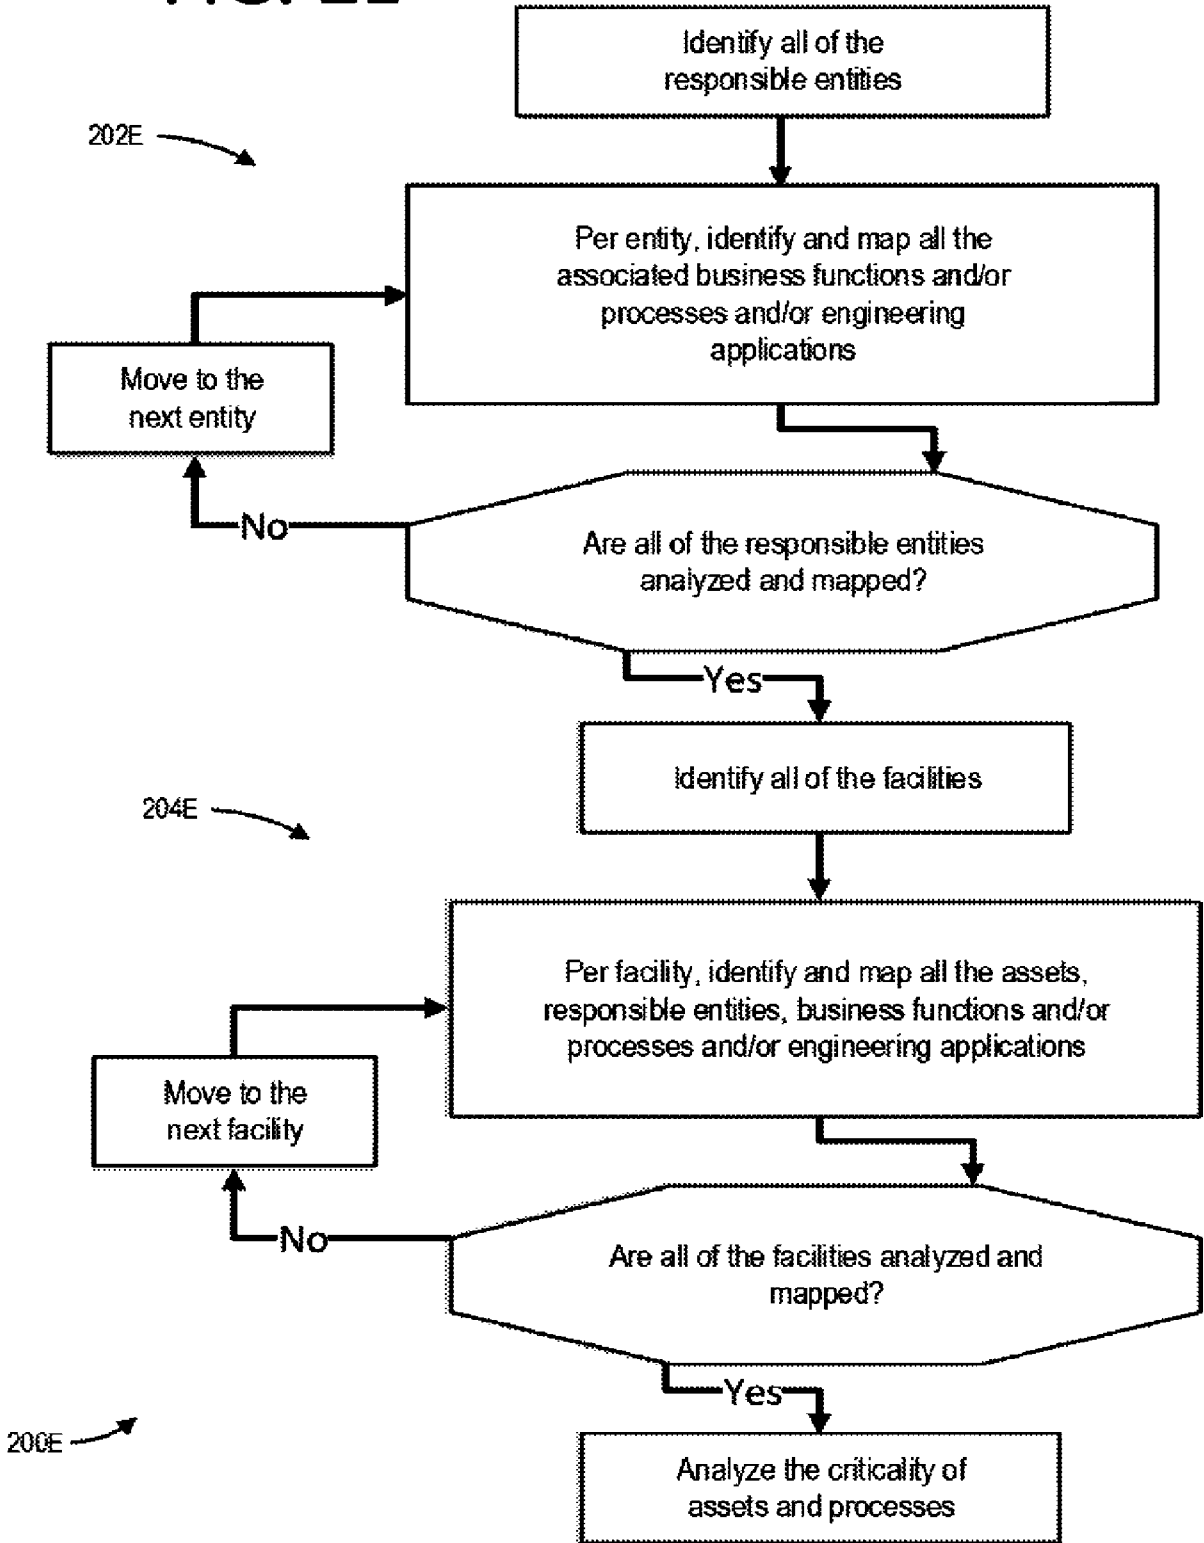 Identify all of the
responsible entities
202E
Per entity, identify and map all the
associated business functions and/or
processes and/or engineering
applications
Move to the
next entity
No
Are all of the responsible entities
analyzed and mapped?
Yes
Identify all of the facilities
204E
Per facility, identify and map all the assets,
responsible entities, business functions and/or
processes and/or engineering applications
Move to the
next facility
No
Are all of the facilities analyzed and
mapped?
Yes
200E
Analyze the criticality of
assets and processes